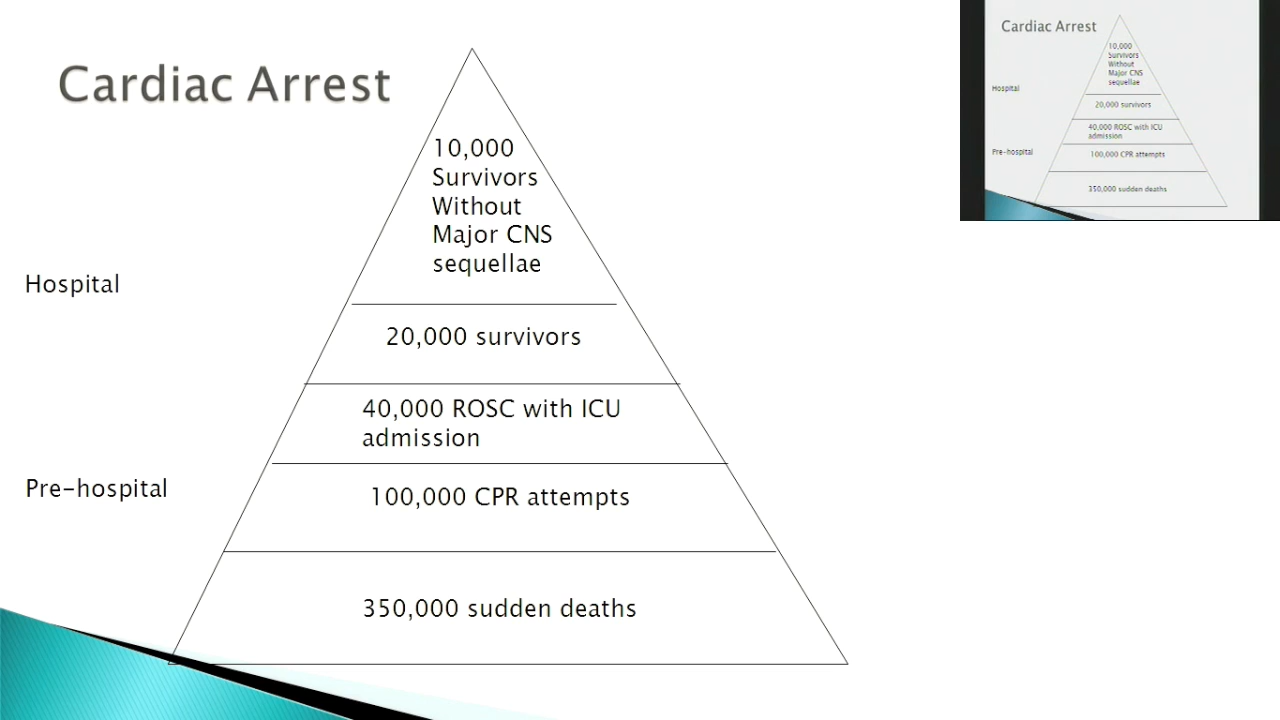 Cardiac Arrest
10,000
Survivors
Without
Major CNS
sequellae
Hospital
20,000 survivors
40,000 ROSC with ICU
admission
Pre-hospital
100,000 CPR attempts
350,000 sudden deaths
Cardiac Arrest
10,000
Survivors
Without
Major CNS
sequellae
Hospital
20,000 survivors
40,000 ROSC with ICU
admission
Pre-hospital
100,000 CPR attempts
350,000 sudden deaths